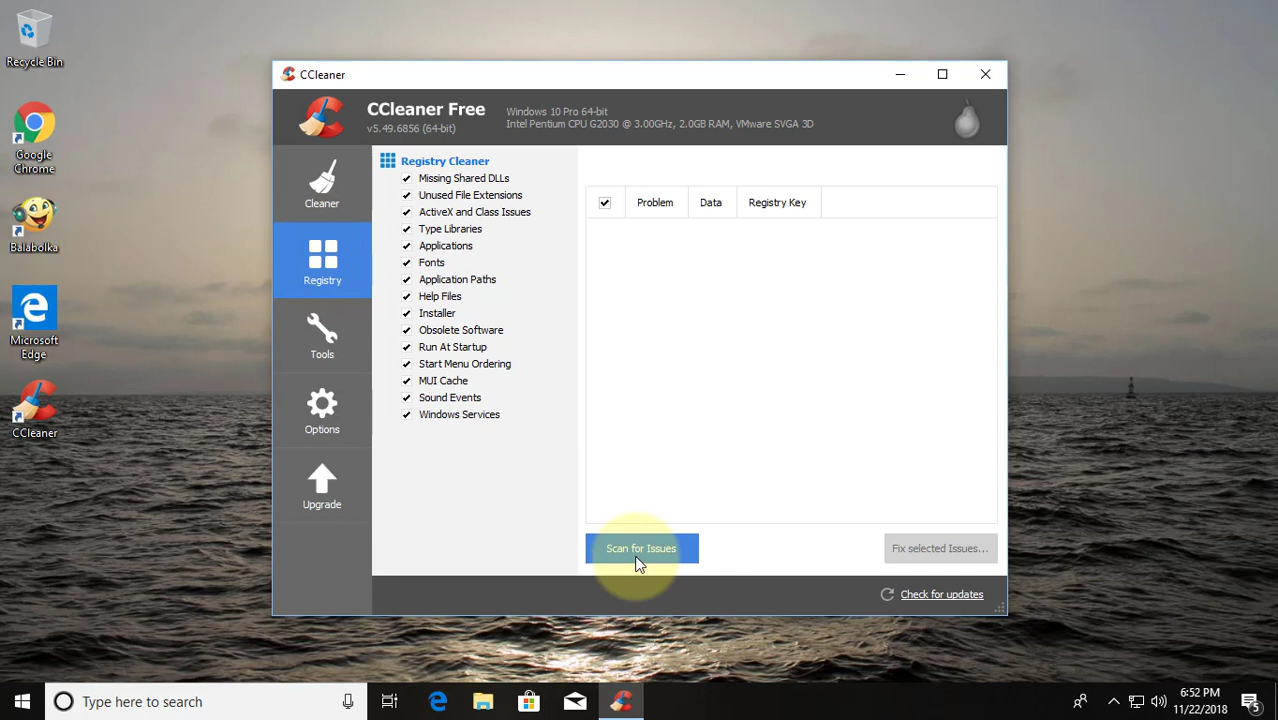 Recycle Bin
Google
Chrome
Balabolka
Microsoft
Edge
CCleaner
CCleaner
CCleaner Free
v5.49.6856 (64-bit)
Windows 10 Pro 64-bit
Intel Pentium CPU G2030 @ 3.00GHz, 2.0GB RAM, VMware SVGA 3D
Cleaner
Registry
Tools
Options
Upgrade
Registry Cleaner
Missing Shared DLLs
Unused File Extensions
ActiveX and Class Issues
Type Libraries
Applications
Fonts
Application Paths
Help Files
Installer
Obsolete Software
Run At Startup
Start Menu Ordering
MUI Cache
Sound Events
Windows Services
Problem Data Registry Key
Scan for Issues
Fix selected Issues...
Check for updates
Type here to search
6:52 PM
11/22/2018
5